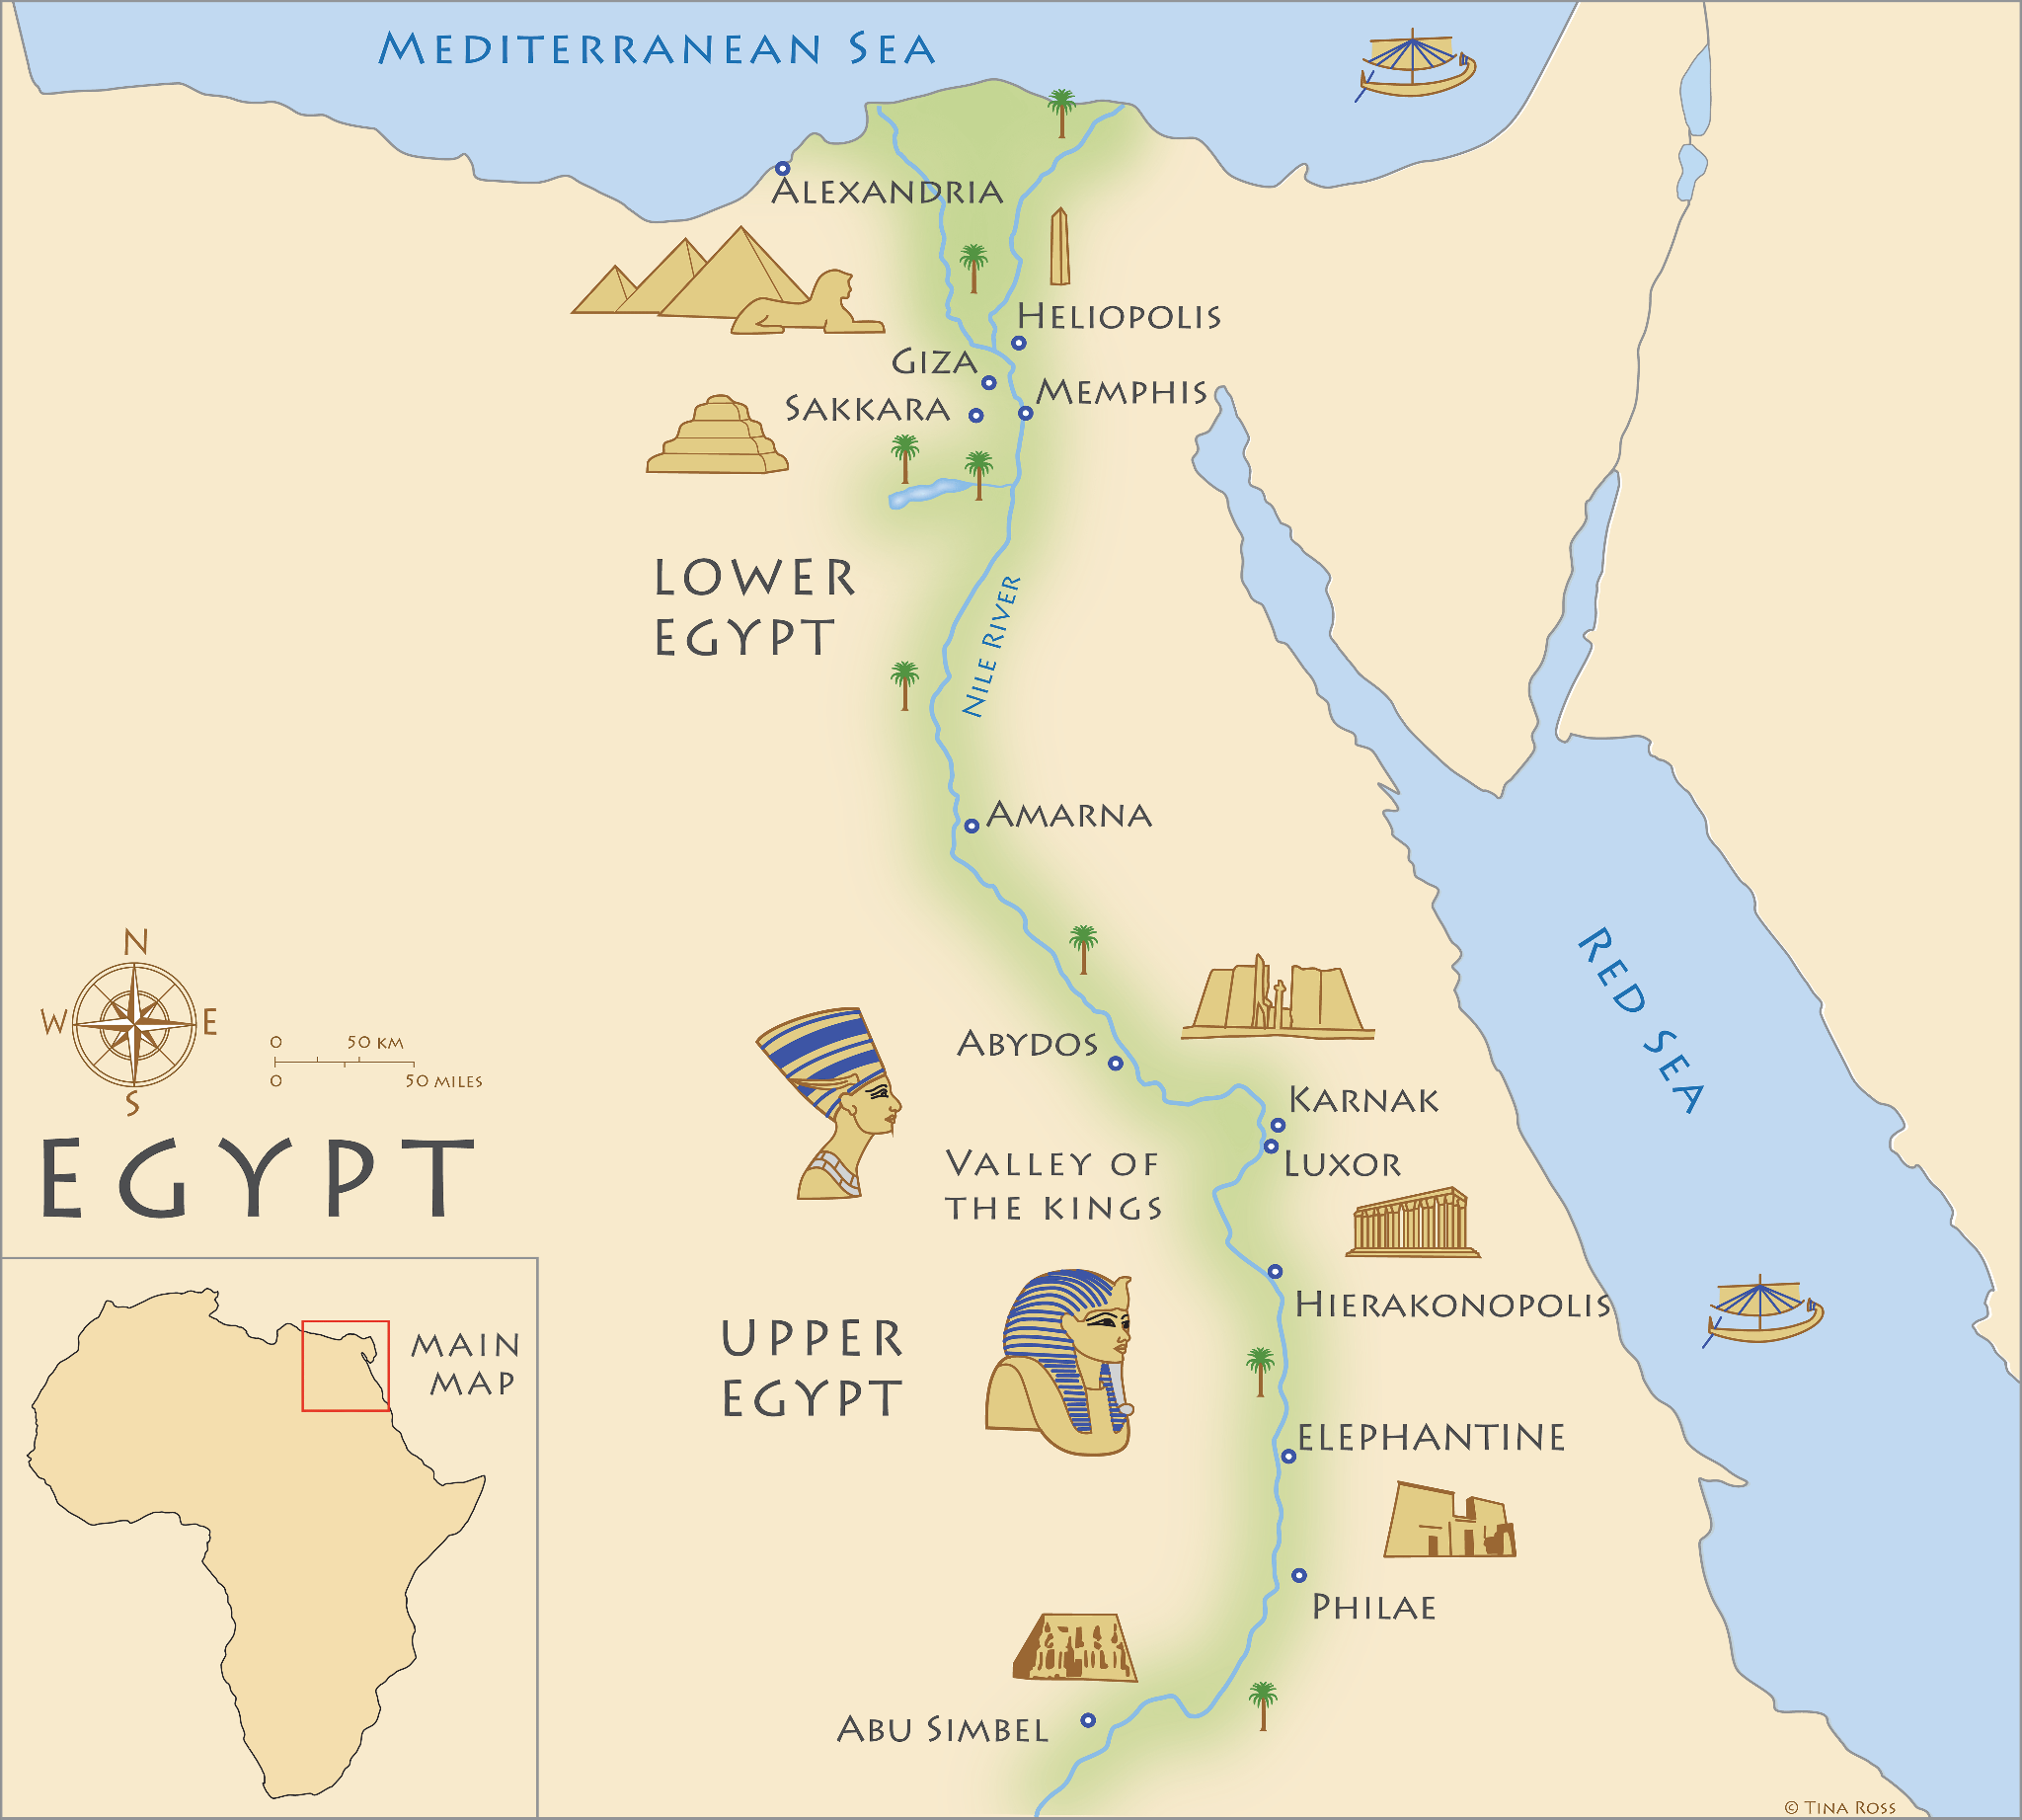 MEDITERRANEAN SEA
ALEXANDRIA
HELIOPOLIS
GIZA
MEMPHIS
SAKKARA
LOWER
EGYPT
NILE RIVER
AMARNA
RED SEA
N
W
E
S
0 50 KM
0 50 MILES
EGYPT
ABYDOS
KARNAK
LUXOR
VALLEY OF
THE KINGS
HIERAKONOPOLIS
UPPER
EGYPT
MAIN
MAP
ELEPHANTINE
PHILAE
ABU SIMBEL
© TINA ROSS